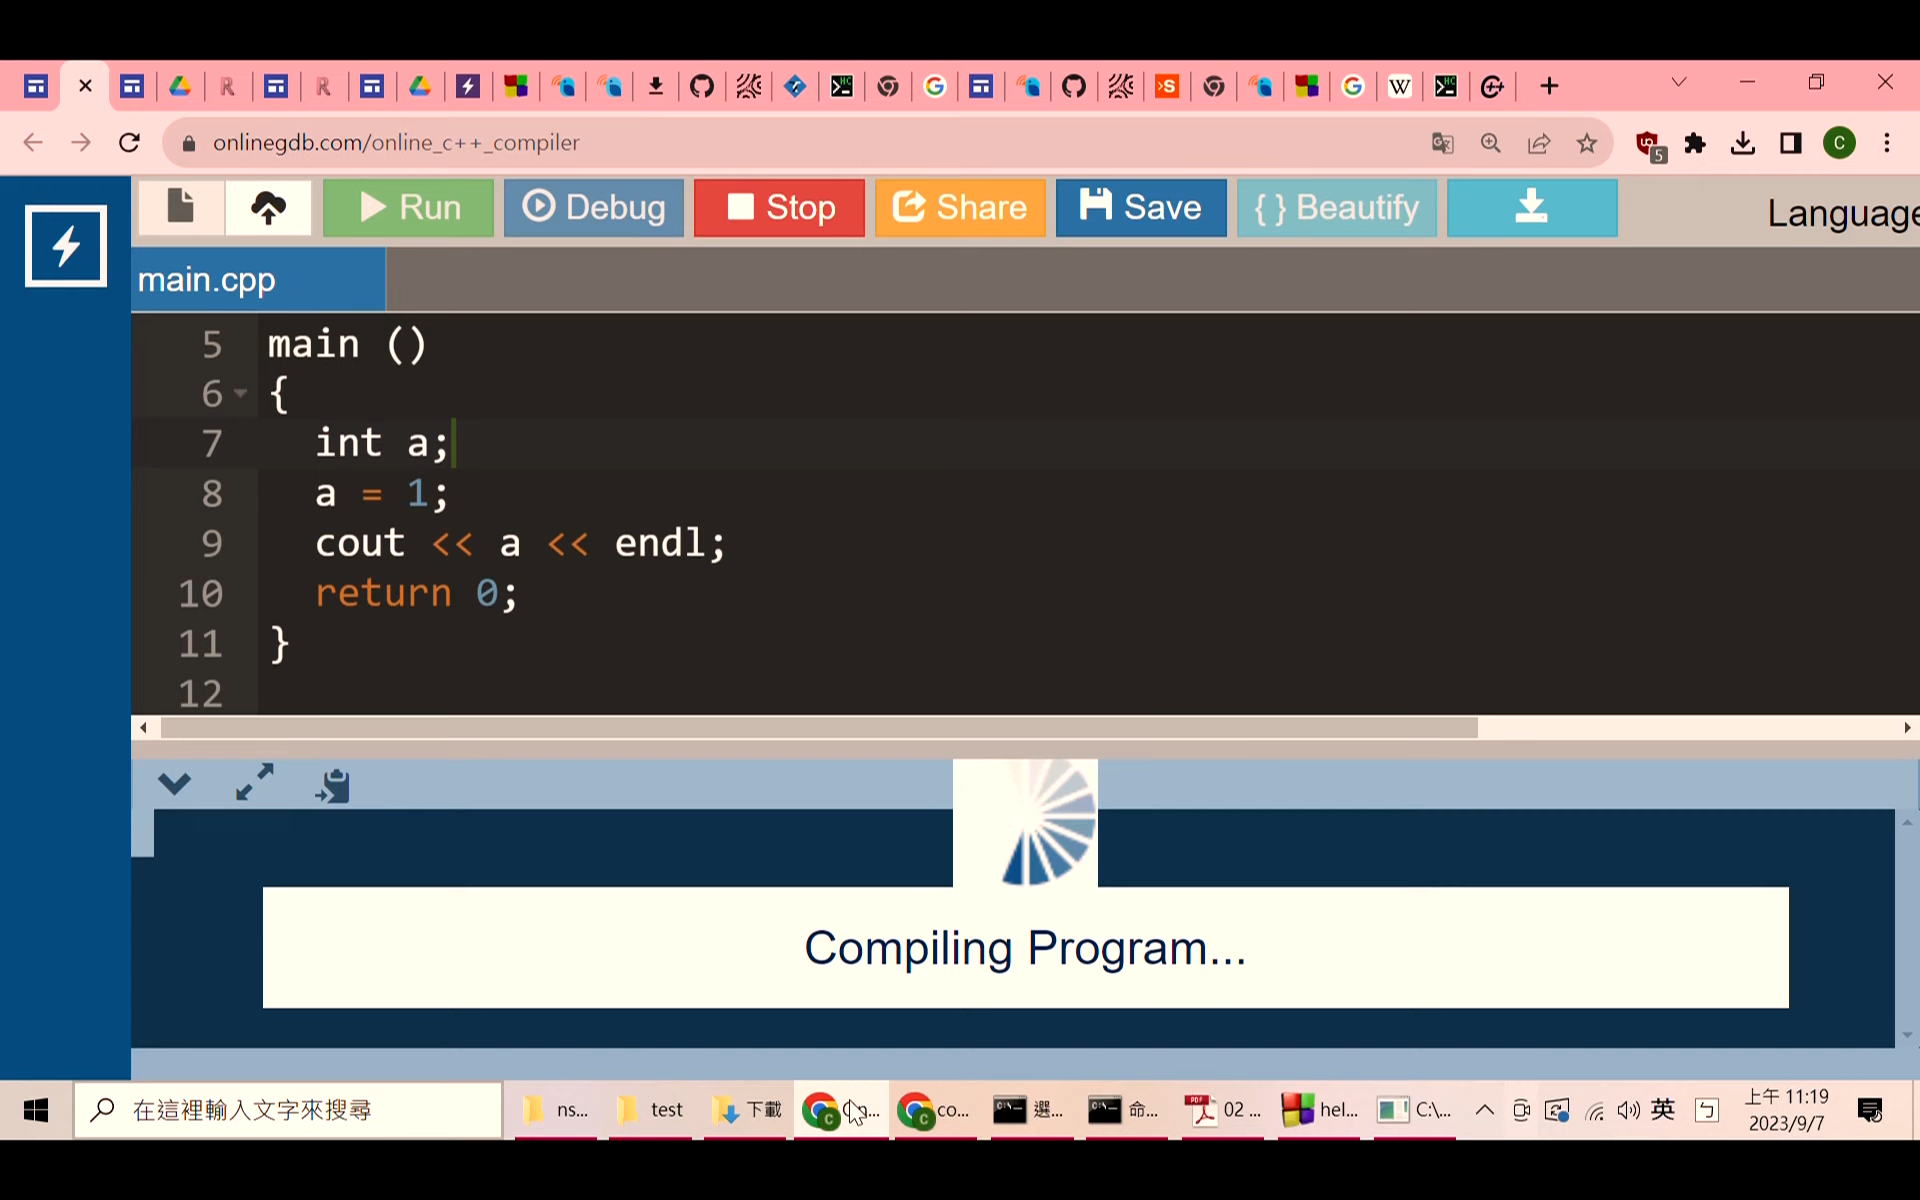 onlinegdb.com/online_c++_compiler
5
C
Run
Debug
Stop
Share
Save
{ } Beautify
Language
main.cpp
5 main ()
6 {
7 int a;
8 a = 1;
9 cout << a << endl;
10 return 0;
11 }
12
Compiling Program...
在這裡輸入文字來搜尋
ns...
test
下載
co...
選...
命...
02 ...
hel...
C:\...
英
上午 11:19
2023/9/7